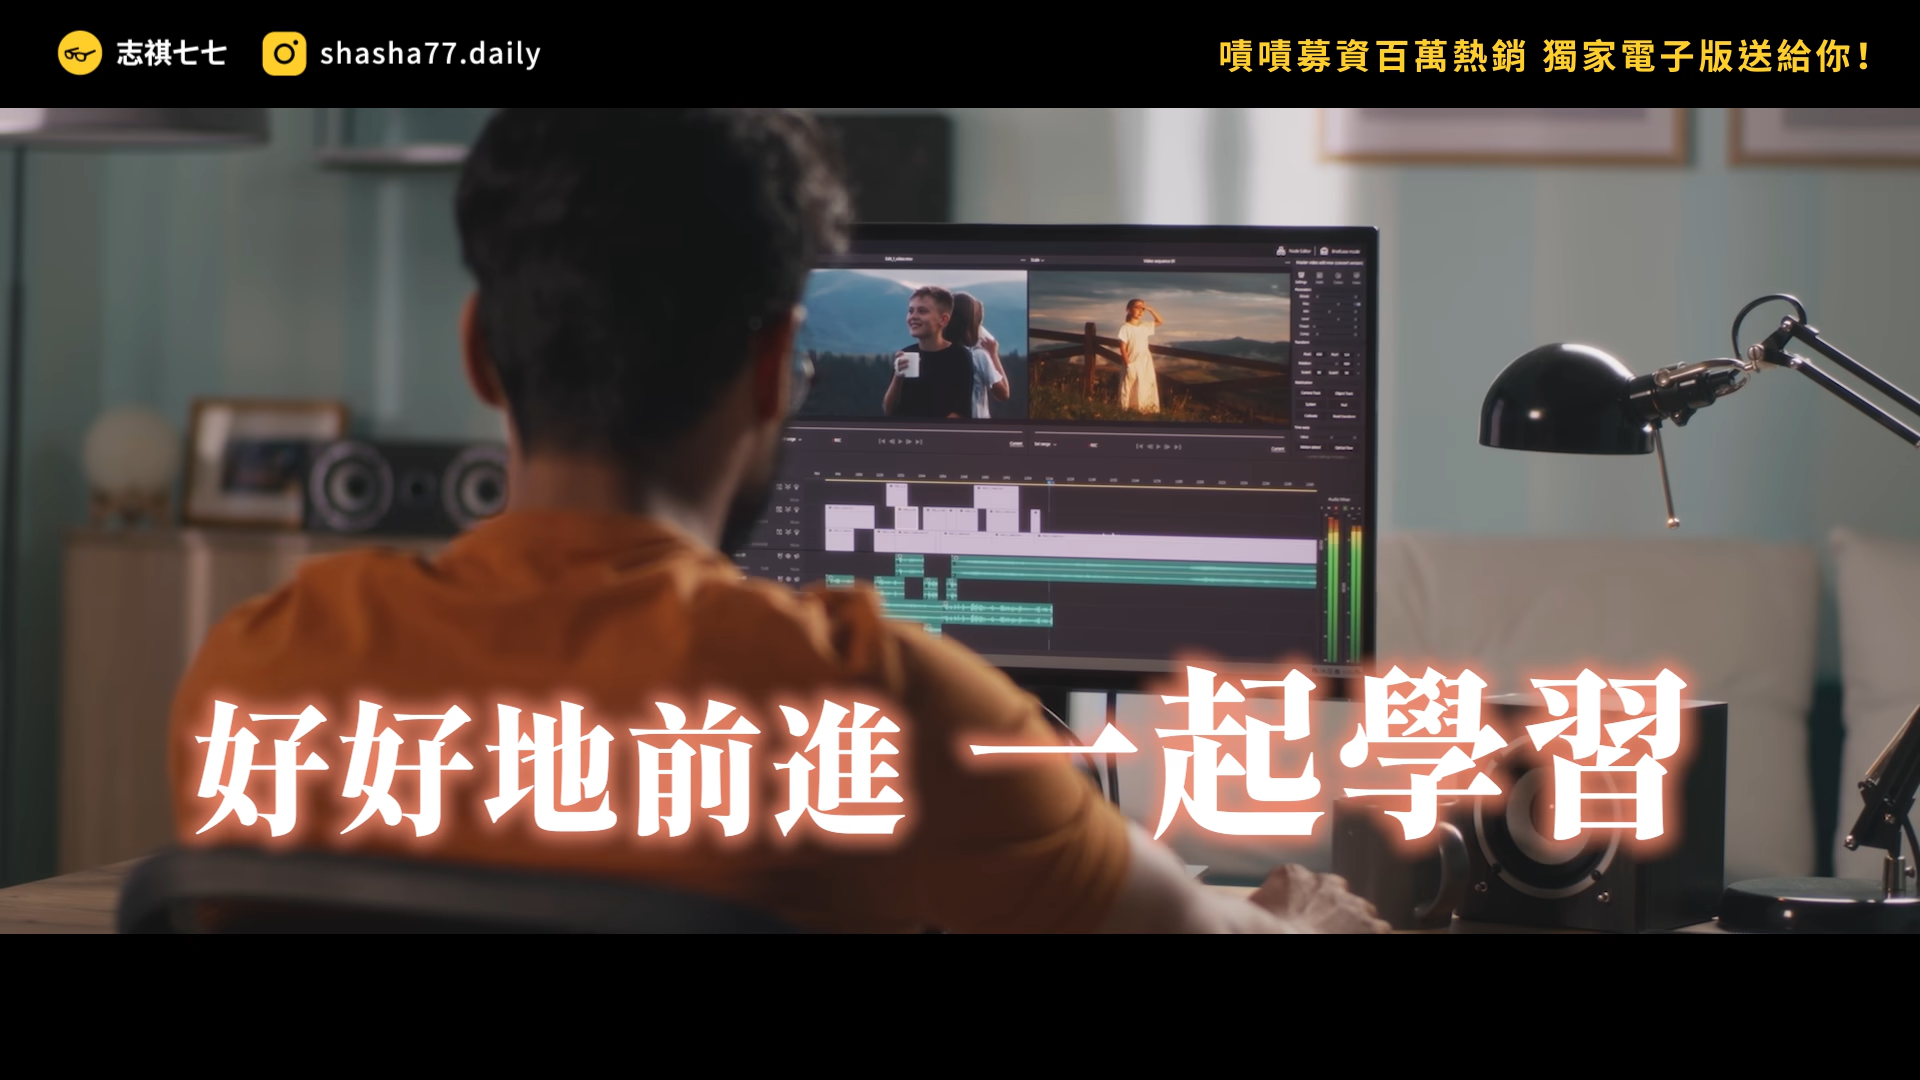 志祺七七 shasha77.daily
嘖嘖募資百萬熱銷 獨家電子版送給你!
好好地前進 一起學習